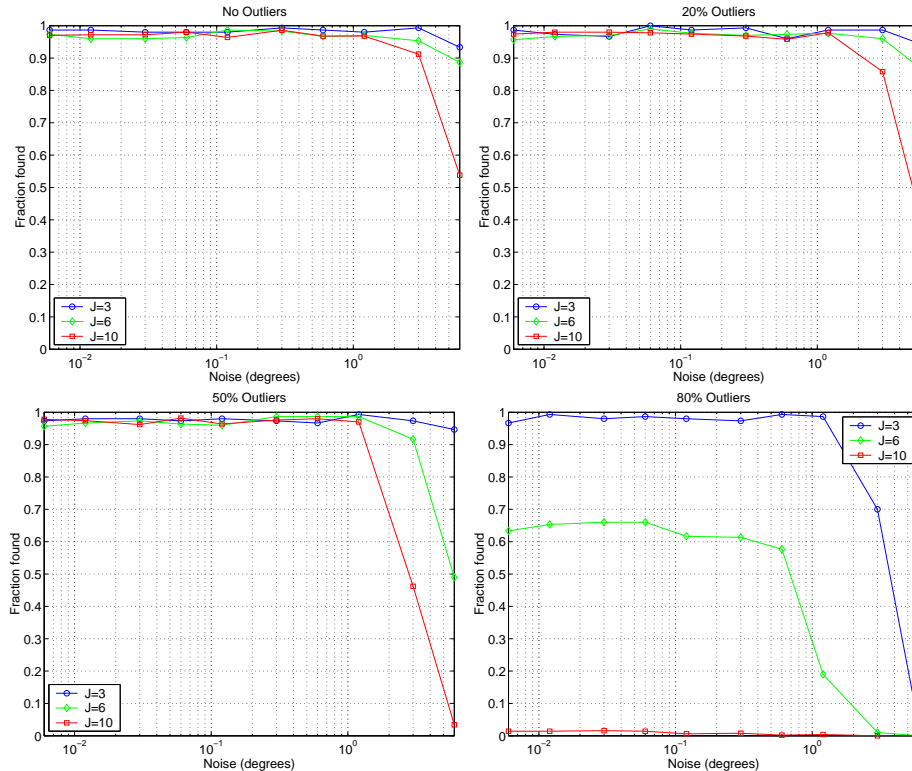 No Outliers
1
0.9
0.8
0.7
0.6
0.5
0.4
0.3
0.2
0.1
0
Fraction found
J=3
J=6
J=10
10^-2
10^-1
10^0
Noise (degrees)
20% Outliers
1
0.9
0.8
0.7
0.6
0.5
0.4
0.3
0.2
0.1
0
Fraction found
J=3
J=6
J=10
10^-2
10^-1
10^0
Noise (degrees)
50% Outliers
1
0.9
0.8
0.7
0.6
0.5
0.4
0.3
0.2
0.1
0
Fraction found
J=3
J=6
J=10
10^-2
10^-1
10^0
Noise (degrees)
80% Outliers
1
0.9
0.8
0.7
0.6
0.5
0.4
0.3
0.2
0.1
0
Fraction found
J=3
J=6
J=10
10^-2
10^-1
10^0
Noise (degrees)